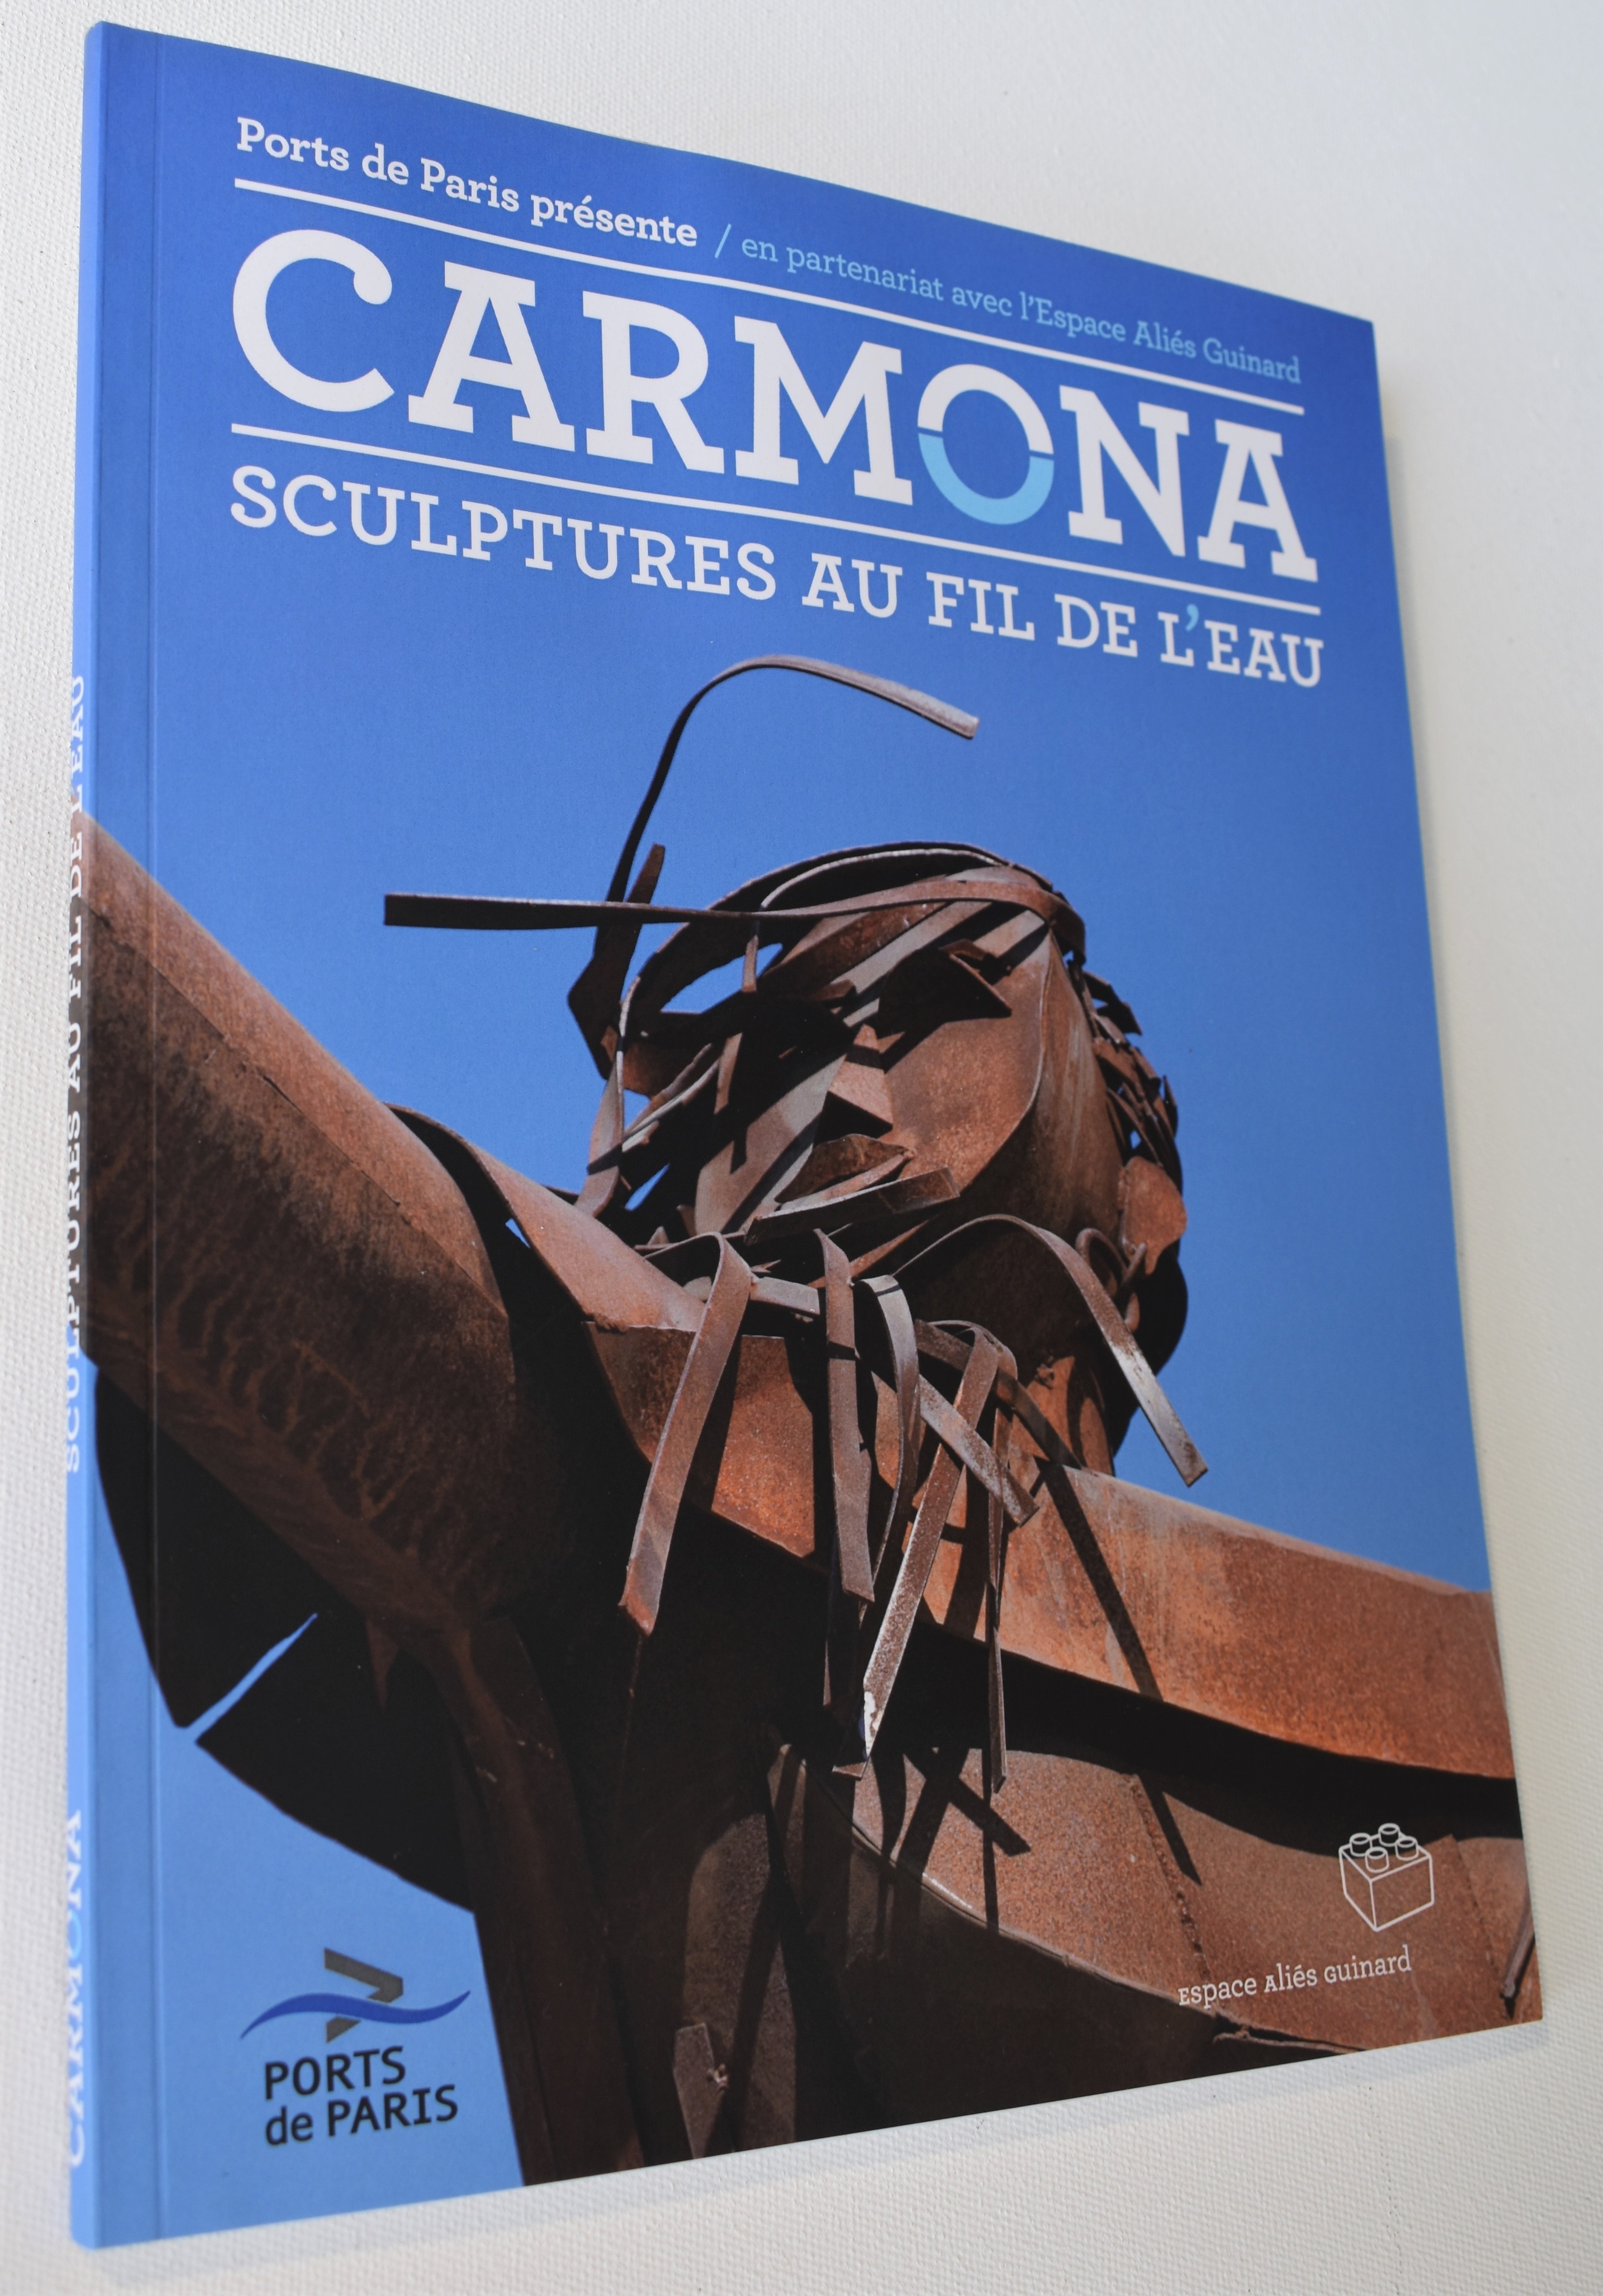 Ports de Paris présente / en partenariat avec l'Espace Aliés Guinard
CARMONA
SCULPTURES AU FIL DE L'EAU
CARMONA SCULPTURES AU FIL DE L'EAU
Espace Aliés Guinard
PORTS
de PARIS